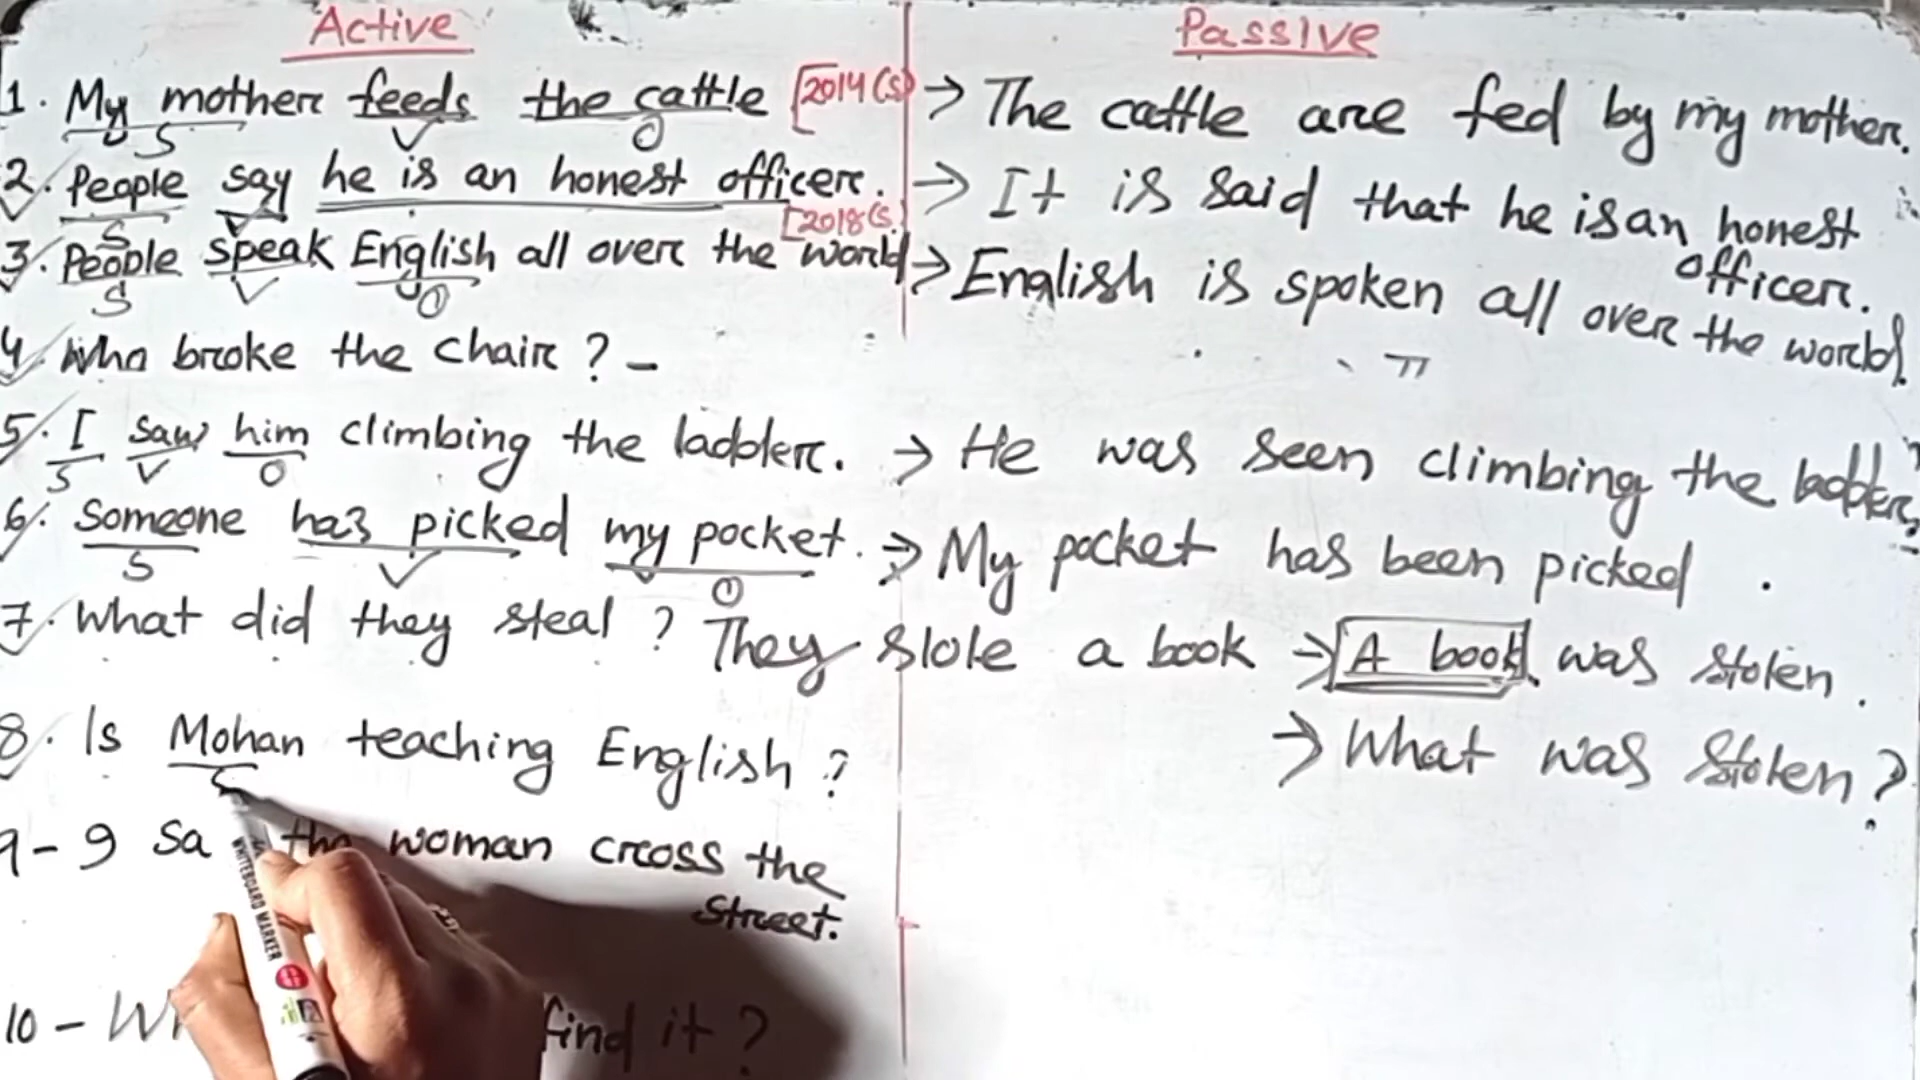 Active
Passive
1. My mother feeds the cattle [2014(s) → The cattle are fed by my mother.
S V O
2. People say he is an honest officer. → It is said that he is an honest officer.
S V [2018(s)
3. People speak English all over the world → English is spoken all over the world.
S V O
4. Who broke the chair ? –
5. I saw him climbing the ladder. → He was seen climbing the ladder.
S V O
6. Someone has picked my pocket. → My pocket has been picked .
S V O
7. What did they steal ? They stole a book → A book was stolen.
→ What was stolen ?
8. Is Mohan teaching English ?
S
9 - 9 Sa the woman cross the
street.
10 - find it ?
WHITEBOARD MARKER